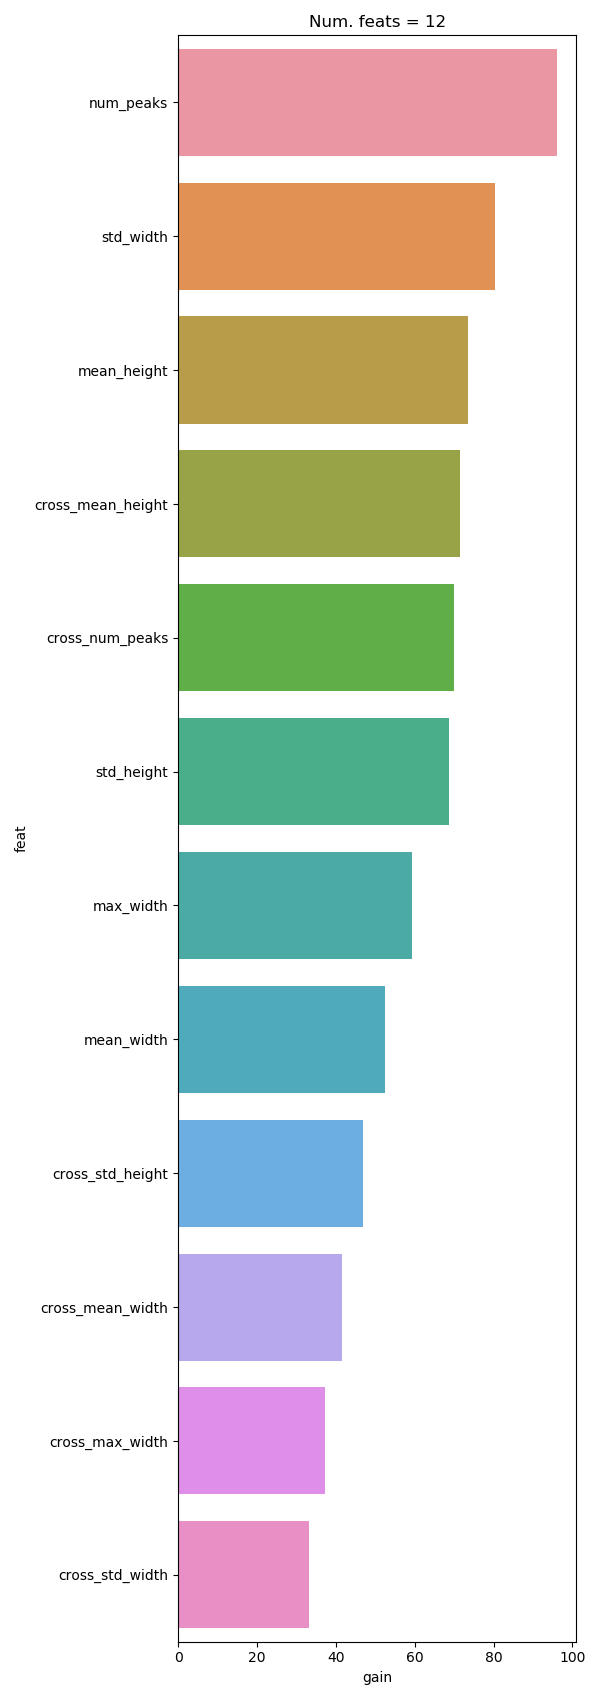 Num. feats = 12
num_peaks
std_width
mean_height
cross_mean_height
cross_num_peaks
std_height
feat
max_width
mean_width
cross_std_height
cross_mean_width
cross_max_width
cross_std_width
0 20 40 60 80 100
gain